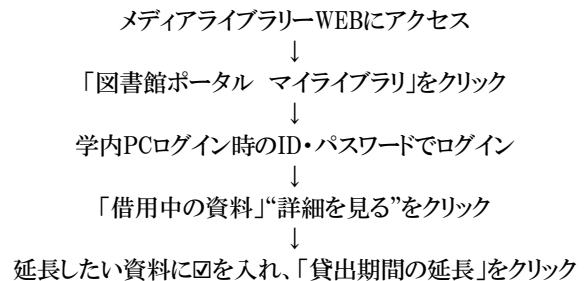 メディアライブラリーWEBにアクセス
↓
「図書館ポータル　マイライブラリ」をクリック
↓
学内PCログイン時のID・パスワードでログイン
↓
「借用中の資料」“詳細を見る”をクリック
↓
延長したい資料に☑を入れ、「貸出期間の延長」をクリック